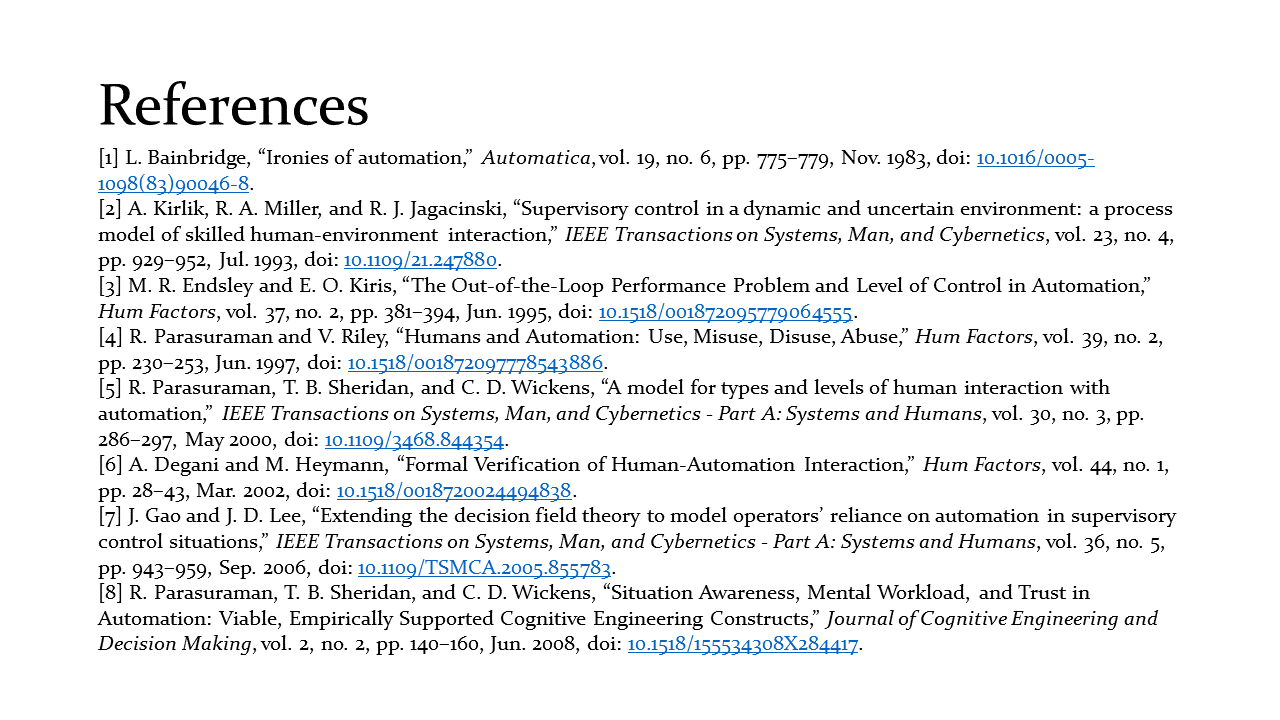 References
[1] L. Bainbridge, “Ironies of automation,” Automatica, vol. 19, no. 6, pp. 775–779, Nov. 1983, doi: 10.1016/0005-
1098(83)90046-8.
[2] A. Kirlik, R. A. Miller, and R. J. Jagacinski, “Supervisory control in a dynamic and uncertain environment: a process
model of skilled human-environment interaction,” IEEE Transactions on Systems, Man, and Cybernetics, vol. 23, no. 4,
pp. 929–952, Jul. 1993, doi: 10.1109/21.247880.
[3] M. R. Endsley and E. O. Kiris, “The Out-of-the-Loop Performance Problem and Level of Control in Automation,”
Hum Factors, vol. 37, no. 2, pp. 381–394, Jun. 1995, doi: 10.1518/001872095779064555.
[4] R. Parasuraman and V. Riley, “Humans and Automation: Use, Misuse, Disuse, Abuse,” Hum Factors, vol. 39, no. 2,
pp. 230–253, Jun. 1997, doi: 10.1518/001872097778543886.
[5] R. Parasuraman, T. B. Sheridan, and C. D. Wickens, “A model for types and levels of human interaction with
automation,” IEEE Transactions on Systems, Man, and Cybernetics - Part A: Systems and Humans, vol. 30, no. 3, pp.
286–297, May 2000, doi: 10.1109/3468.844354.
[6] A. Degani and M. Heymann, “Formal Verification of Human-Automation Interaction,” Hum Factors, vol. 44, no. 1,
pp. 28–43, Mar. 2002, doi: 10.1518/0018720024494838.
[7] J. Gao and J. D. Lee, “Extending the decision field theory to model operators’ reliance on automation in supervisory
control situations,” IEEE Transactions on Systems, Man, and Cybernetics - Part A: Systems and Humans, vol. 36, no. 5,
pp. 943–959, Sep. 2006, doi: 10.1109/TSMCA.2005.855783.
[8] R. Parasuraman, T. B. Sheridan, and C. D. Wickens, “Situation Awareness, Mental Workload, and Trust in
Automation: Viable, Empirically Supported Cognitive Engineering Constructs,” Journal of Cognitive Engineering and
Decision Making, vol. 2, no. 2, pp. 140–160, Jun. 2008, doi: 10.1518/155534308X284417.